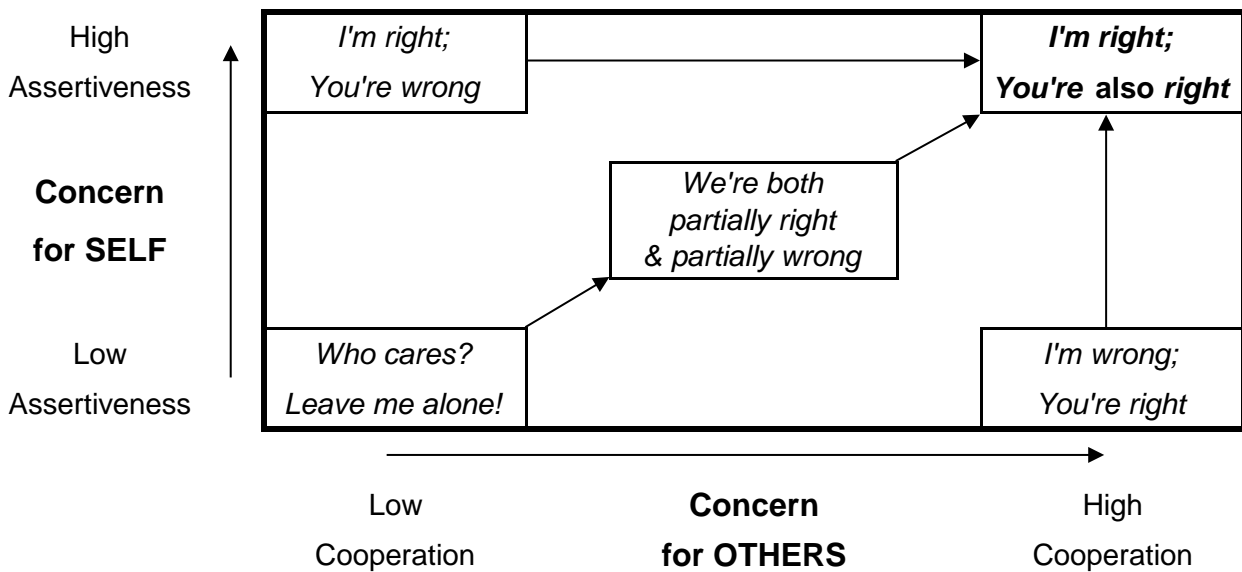 High
Assertiveness
I'm right;
You're wrong
I'm right;
You're also right
Concern
for SELF
We're both
partially right
& partially wrong
Low
Assertiveness
Who cares?
Leave me alone!
I'm wrong;
You're right
Low
Cooperation
Concern
for OTHERS
High
Cooperation